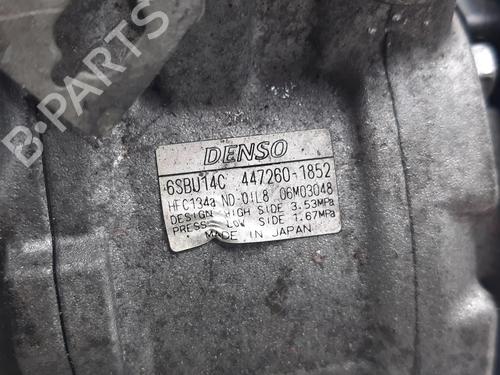 B-PARTS
DENSO
6SBU14C 447260-1852
HFC134a ND-OIL8 06M03048
DESIGN HIGH SIDE 3.53MPa
PRESS LOW SIDE 1.67MPa
MADE IN JAPAN